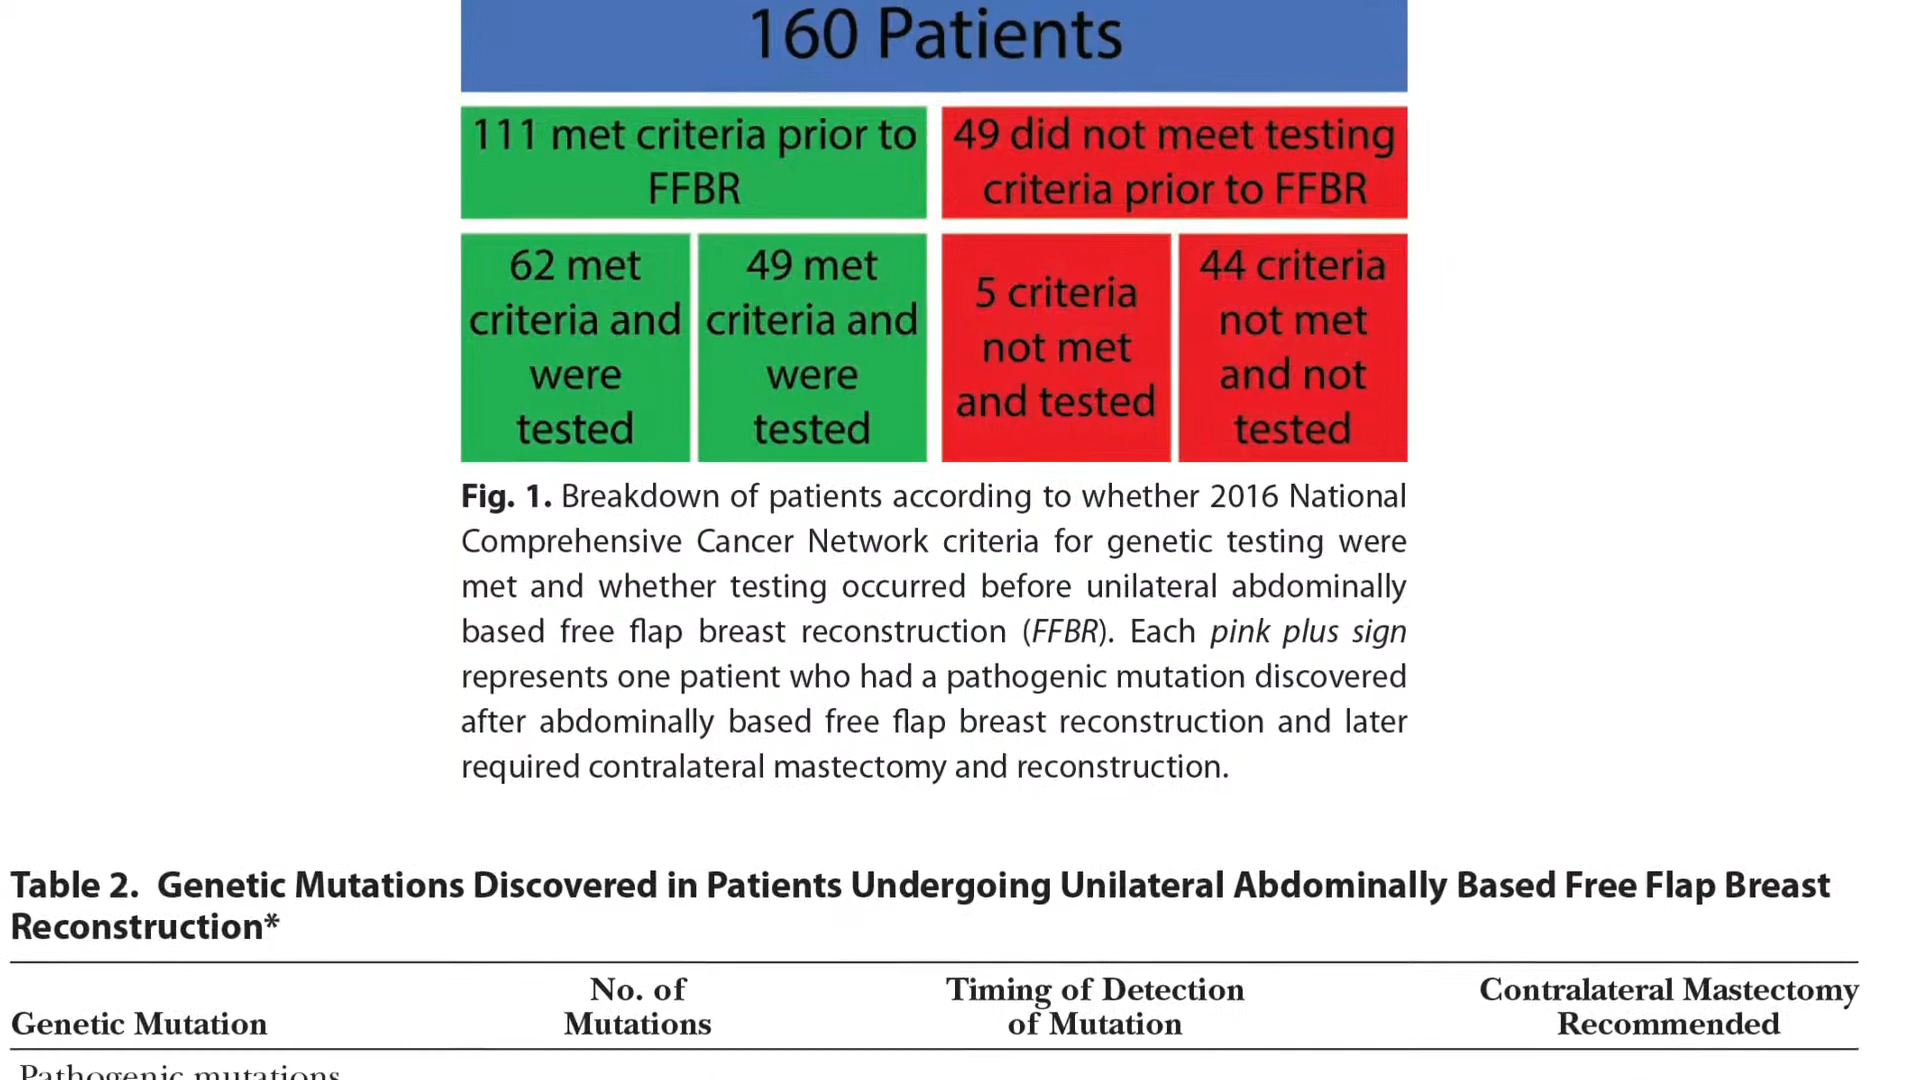 160 Patients
111 met criteria prior to
FFBR
49 did not meet testing
criteria prior to FFBR
62 met
criteria and
were
tested
49 met
criteria and
were
tested
5 criteria
not met
and tested
44 criteria
not met
and not
tested
Fig. 1. Breakdown of patients according to whether 2016 National
Comprehensive Cancer Network criteria for genetic testing were
met and whether testing occurred before unilateral abdominally
based free flap breast reconstruction (FFBR). Each pink plus sign
represents one patient who had a pathogenic mutation discovered
after abdominally based free flap breast reconstruction and later
required contralateral mastectomy and reconstruction.
Table 2. Genetic Mutations Discovered in Patients Undergoing Unilateral Abdominally Based Free Flap Breast
Reconstruction*
Genetic Mutation
No. of
Mutations
Timing of Detection
of Mutation
Contralateral Mastectomy
Recommended
Pathogenic mutations